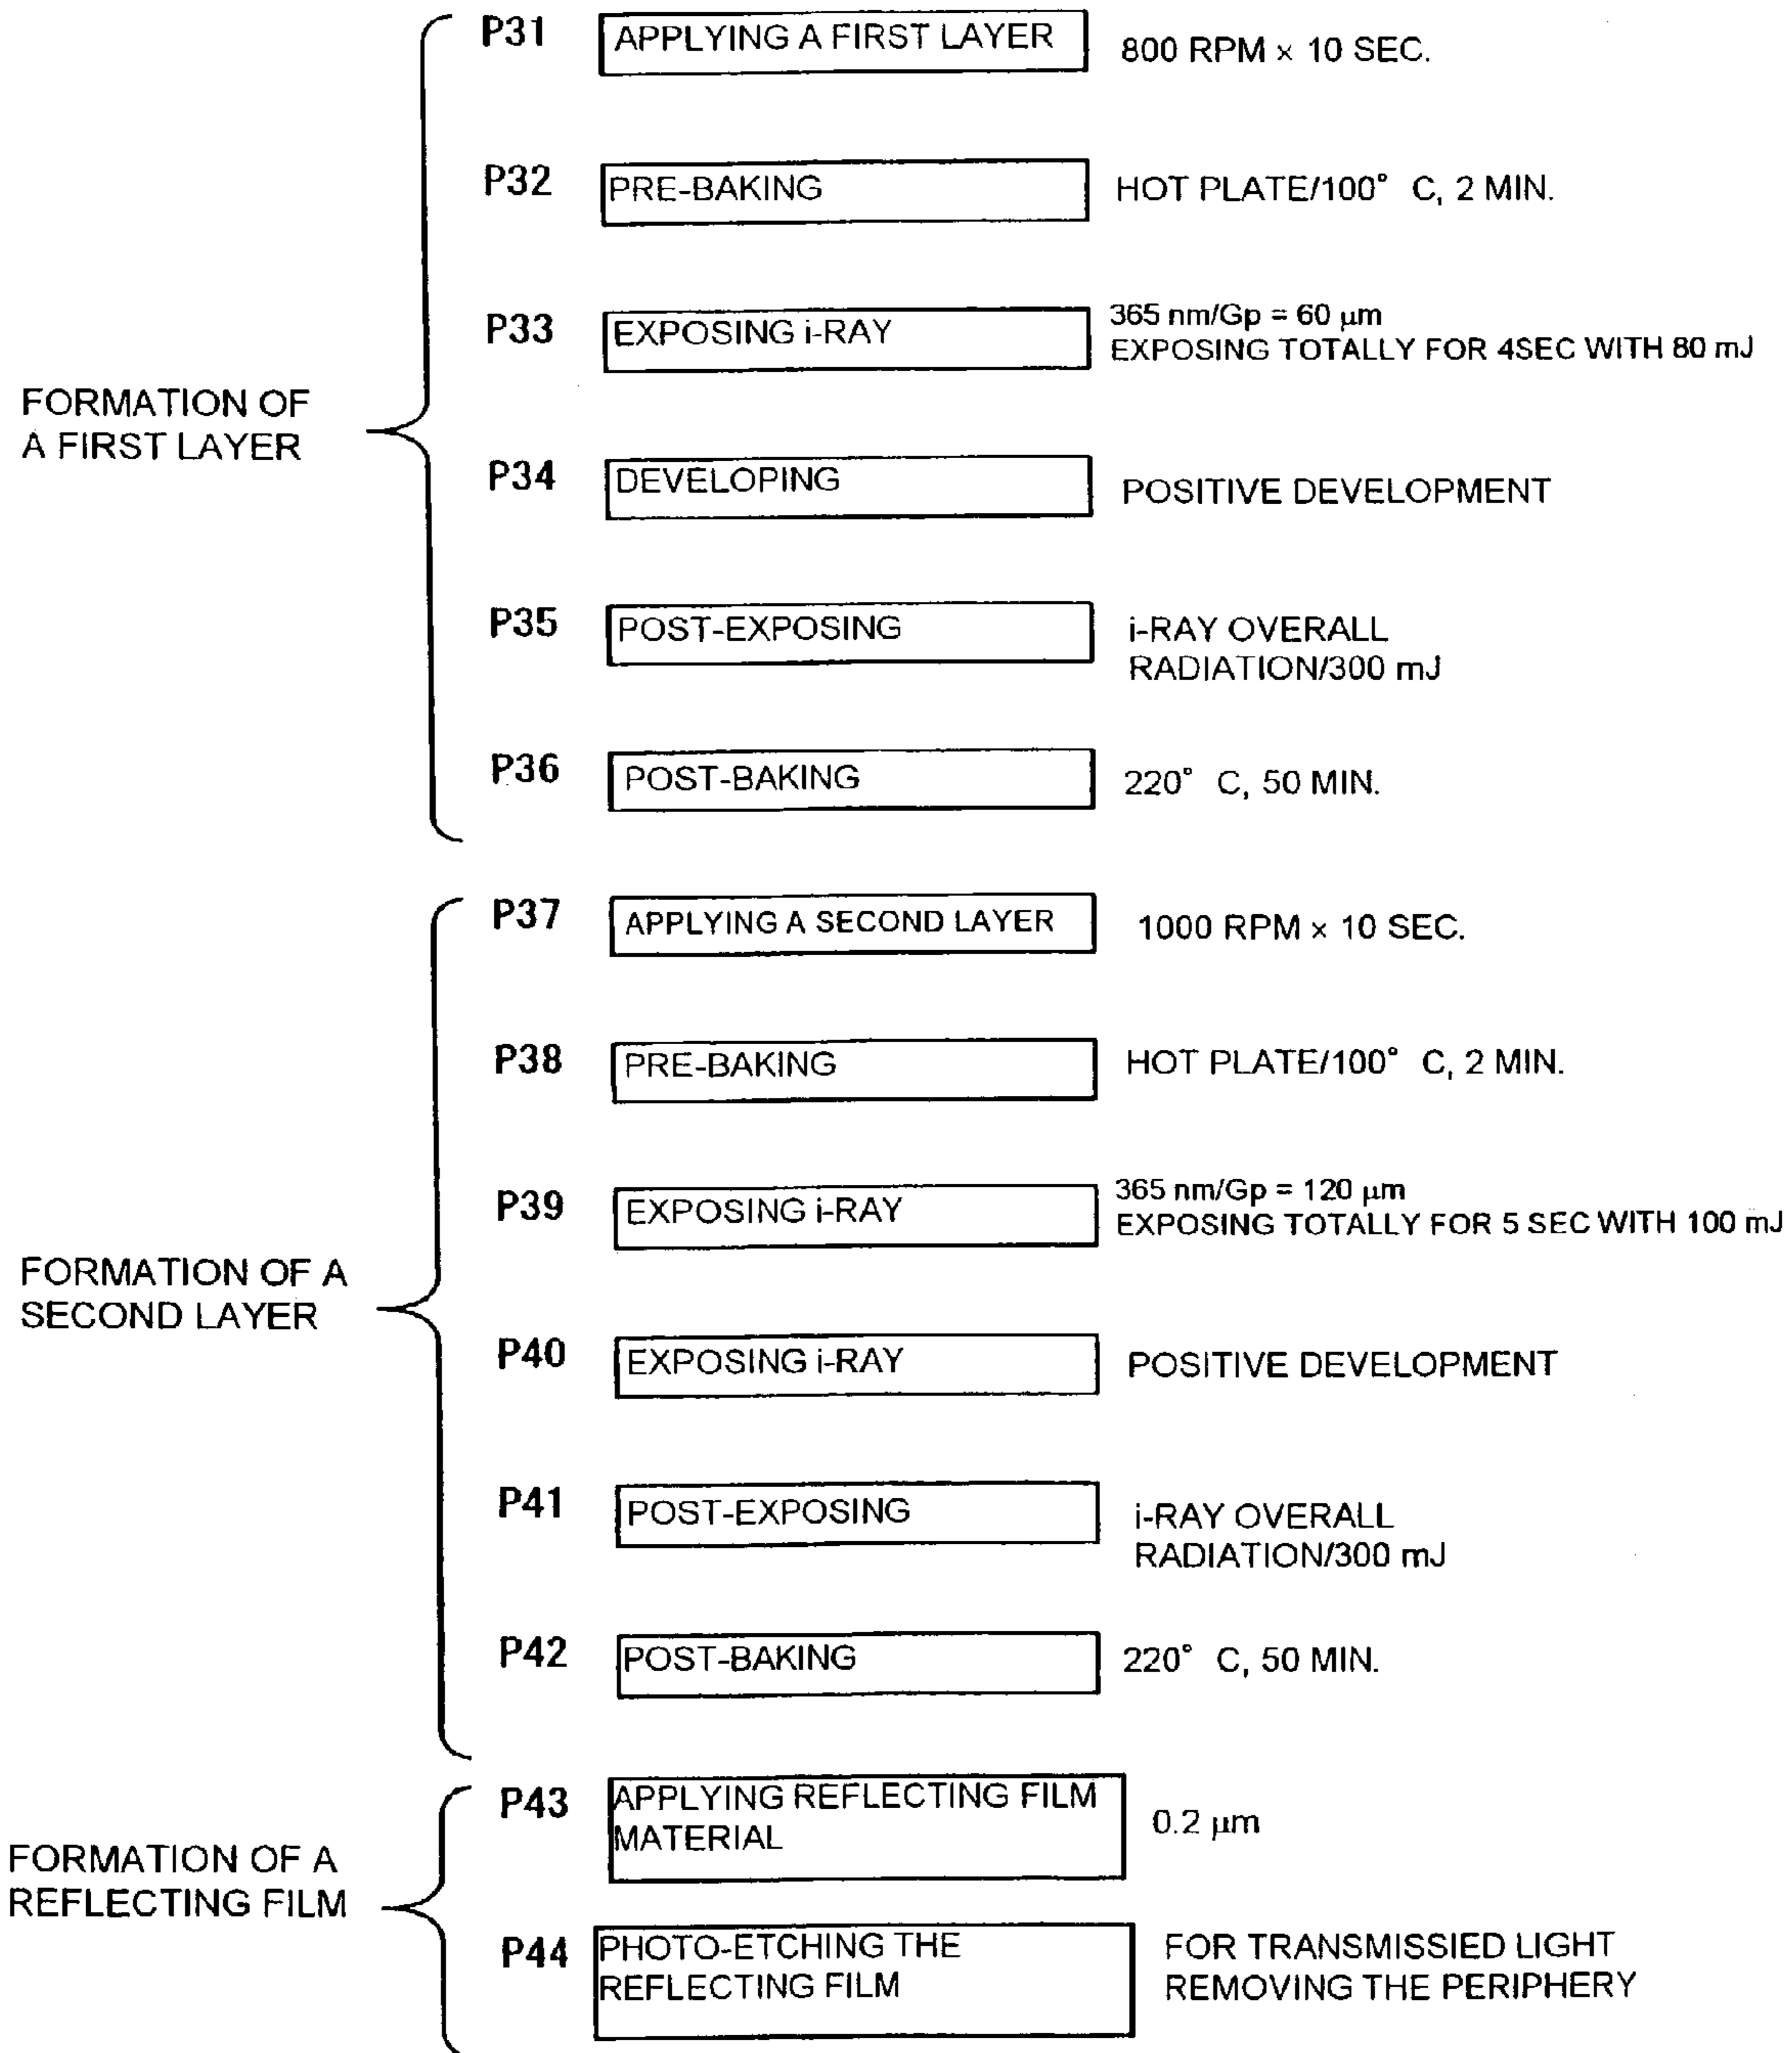 P31 APPLYING A FIRST LAYER 800 RPM × 10 SEC.
P32 PRE-BAKING HOT PLATE/100° C, 2 MIN.
P33 EXPOSING i-RAY 365 nm/Gp = 60 µm
EXPOSING TOTALLY FOR 4SEC WITH 80 mJ
FORMATION OF
A FIRST LAYER
P34 DEVELOPING POSITIVE DEVELOPMENT
P35 POST-EXPOSING i-RAY OVERALL
RADIATION/300 mJ
P36 POST-BAKING 220° C, 50 MIN.
P37 APPLYING A SECOND LAYER 1000 RPM × 10 SEC.
P38 PRE-BAKING HOT PLATE/100° C, 2 MIN.
P39 EXPOSING i-RAY 365 nm/Gp = 120 µm
EXPOSING TOTALLY FOR 5 SEC WITH 100 mJ
FORMATION OF A
SECOND LAYER
P40 EXPOSING i-RAY POSITIVE DEVELOPMENT
P41 POST-EXPOSING i-RAY OVERALL
RADIATION/300 mJ
P42 POST-BAKING 220° C, 50 MIN.
P43 APPLYING REFLECTING FILM
MATERIAL 0.2 µm
FORMATION OF A
REFLECTING FILM
P44 PHOTO-ETCHING THE
REFLECTING FILM
FOR TRANSMISSIED LIGHT
REMOVING THE PERIPHERY